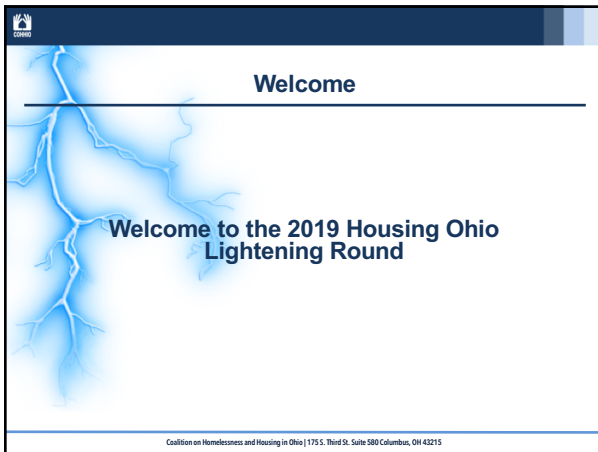 COHHIO
Welcome
Welcome to the 2019 Housing Ohio
Lightening Round
Coalition on Homelessness and Housing in Ohio | 175 S. Third St. Suite 580 Columbus, OH 43215